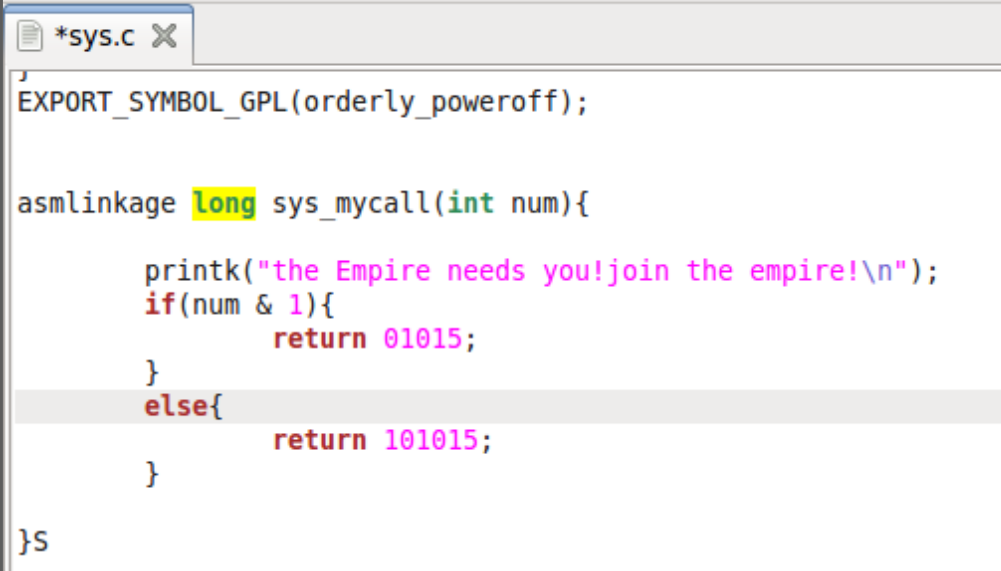 *sys.c
}
EXPORT_SYMBOL_GPL(orderly_poweroff);
asmlinkage long sys_mycall(int num){
printk("the Empire needs you!join the empire!\n");
if(num & 1){
return 01015;
}
else{
return 101015;
}
}S